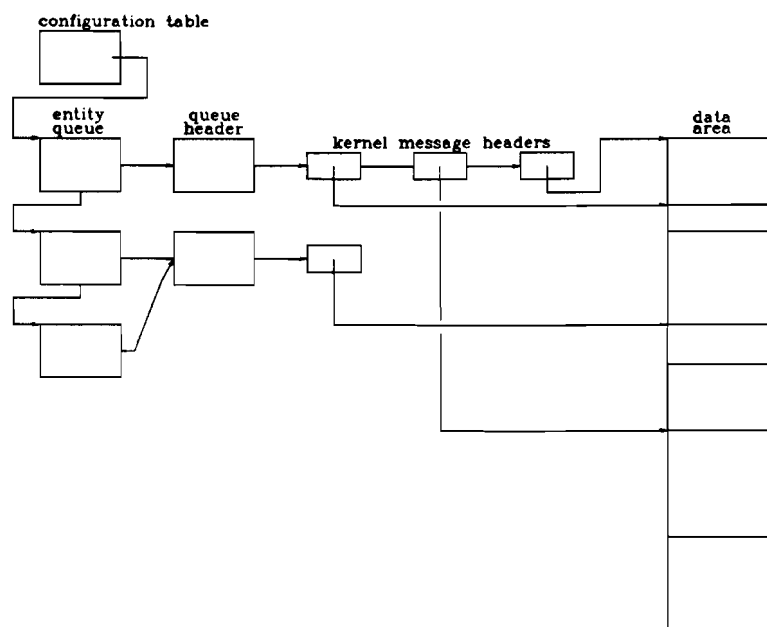 configuration table
entity
queue
queue
header
kernel message headers
data
area